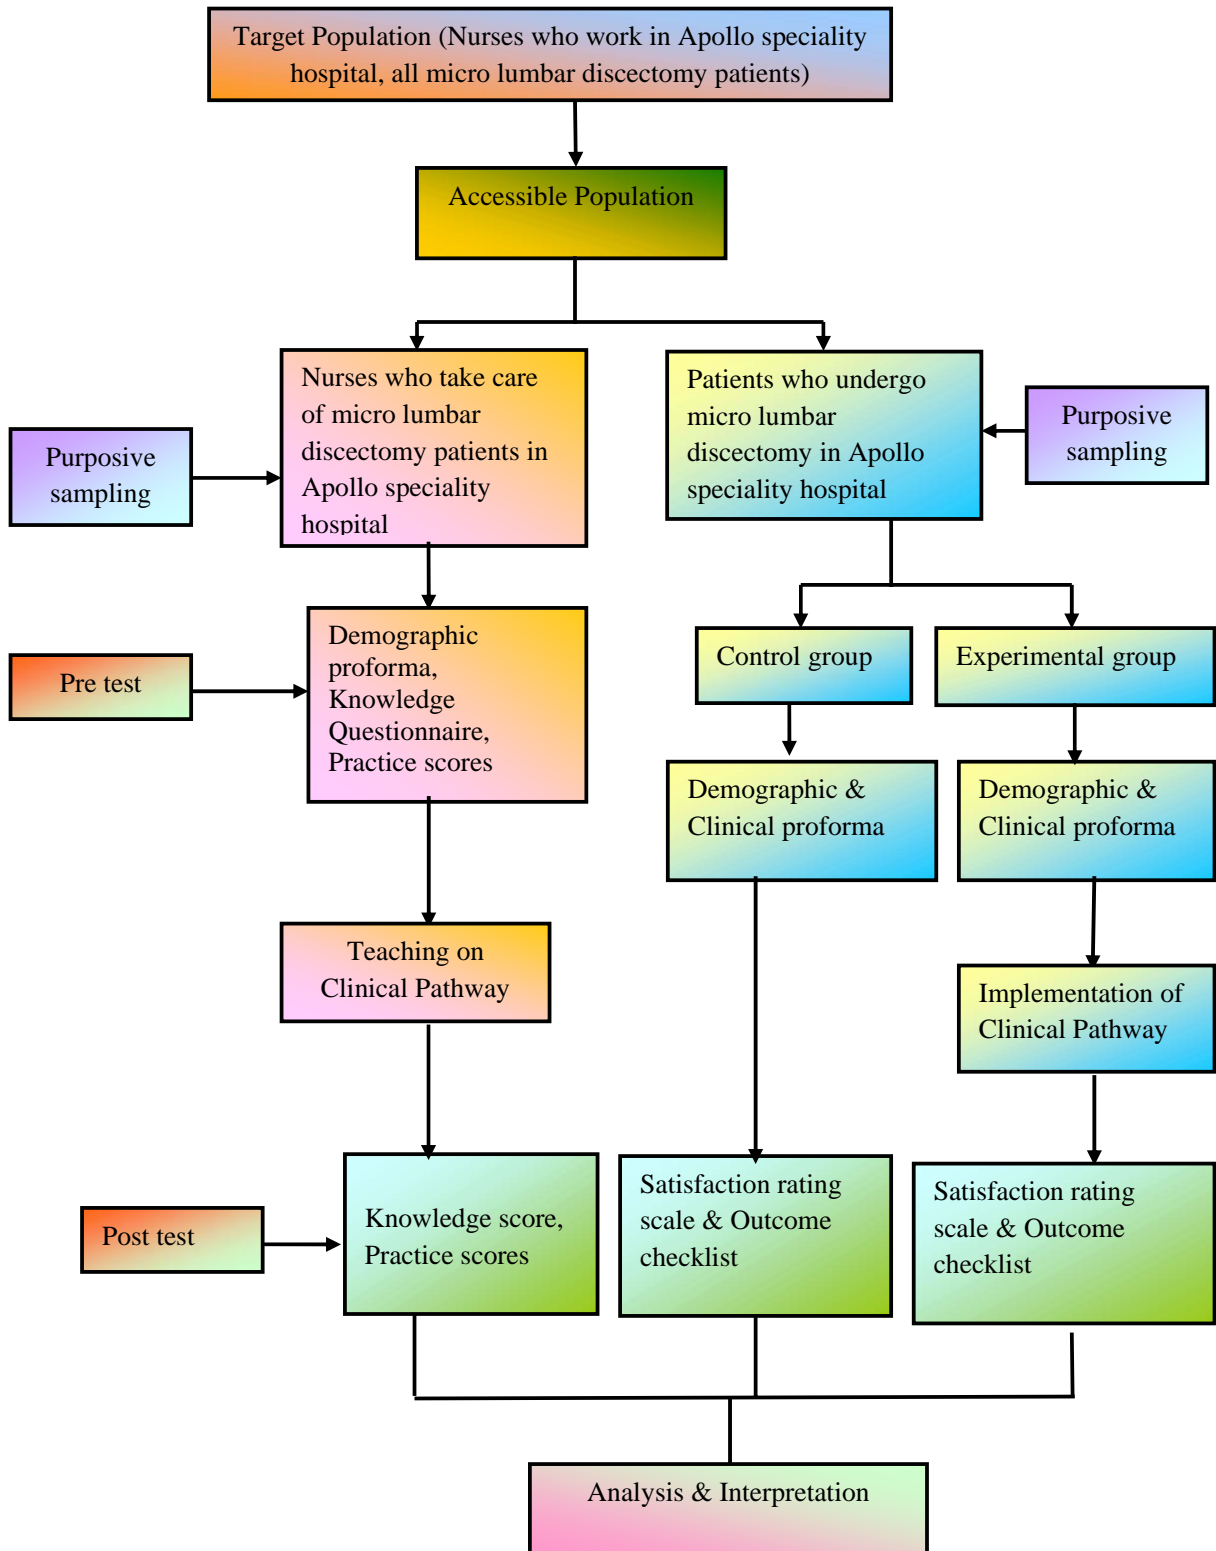 Target Population (Nurses who work in Apollo speciality
hospital, all micro lumbar discectomy patients)
Accessible Population
Nurses who take care
of micro lumbar
discectomy patients in
Apollo speciality
hospital
Patients who undergo
micro lumbar
discectomy in Apollo
speciality hospital
Purposive
sampling
Purposive
sampling
Demographic
proforma,
Knowledge
Questionnaire,
Practice scores
Pre test
Control group
Experimental group
Demographic &
Clinical proforma
Demographic &
Clinical proforma
Teaching on
Clinical Pathway
Implementation of
Clinical Pathway
Post test
Knowledge score,
Practice scores
Satisfaction rating
scale & Outcome
checklist
Satisfaction rating
scale & Outcome
checklist
Analysis & Interpretation